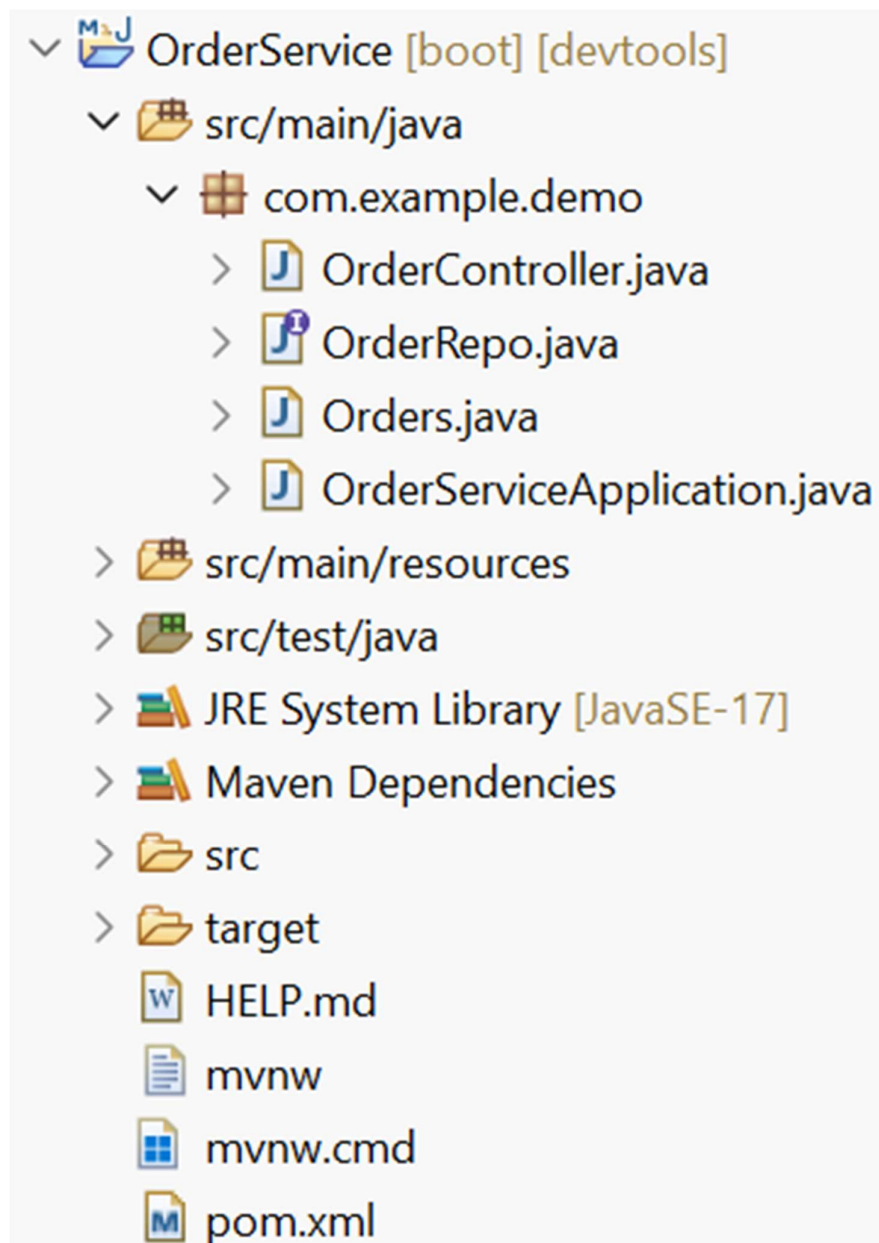 OrderService [boot] [devtools]
src/main/java
com.example.demo
OrderController.java
OrderRepo.java
Orders.java
OrderServiceApplication.java
src/main/resources
src/test/java
JRE System Library [JavaSE-17]
Maven Dependencies
src
target
HELP.md
mvnw
mvnw.cmd
pom.xml